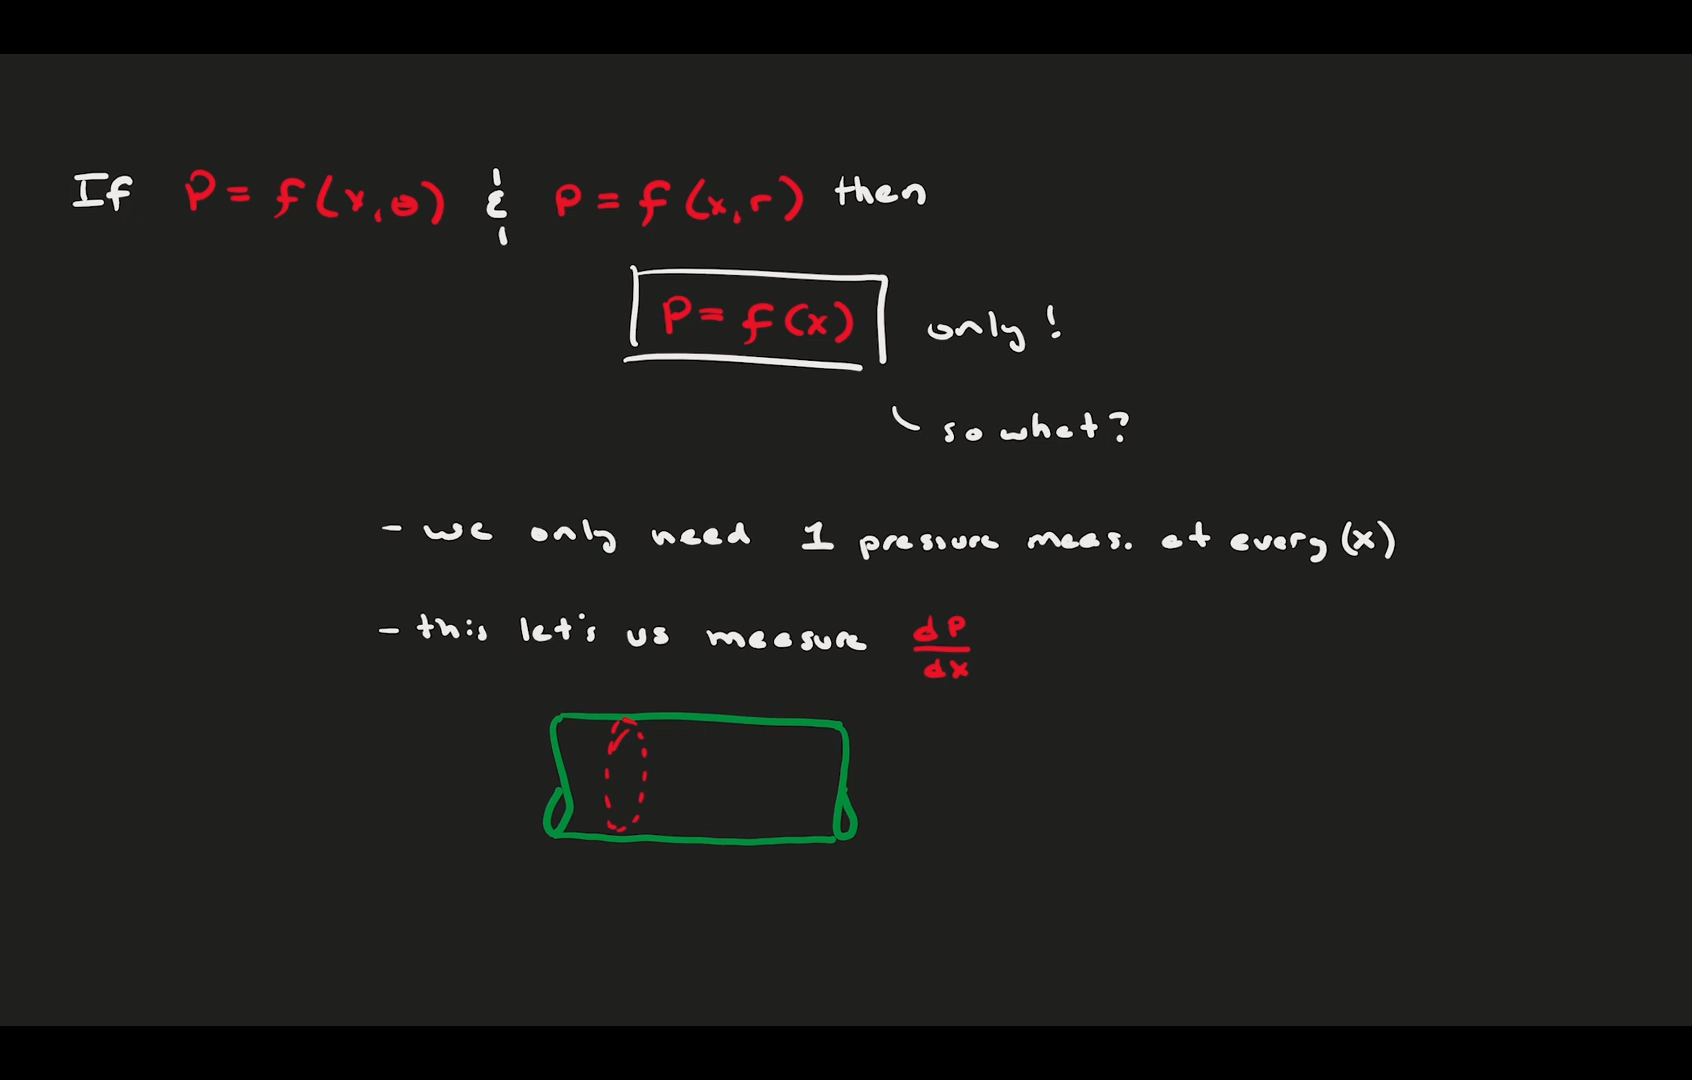 If P = f(x,θ) & P = f(x,r) then
P = f(x) only!
so what?
- we only need 1 pressure meas. at every (x)
- this let's us measure dP/dx